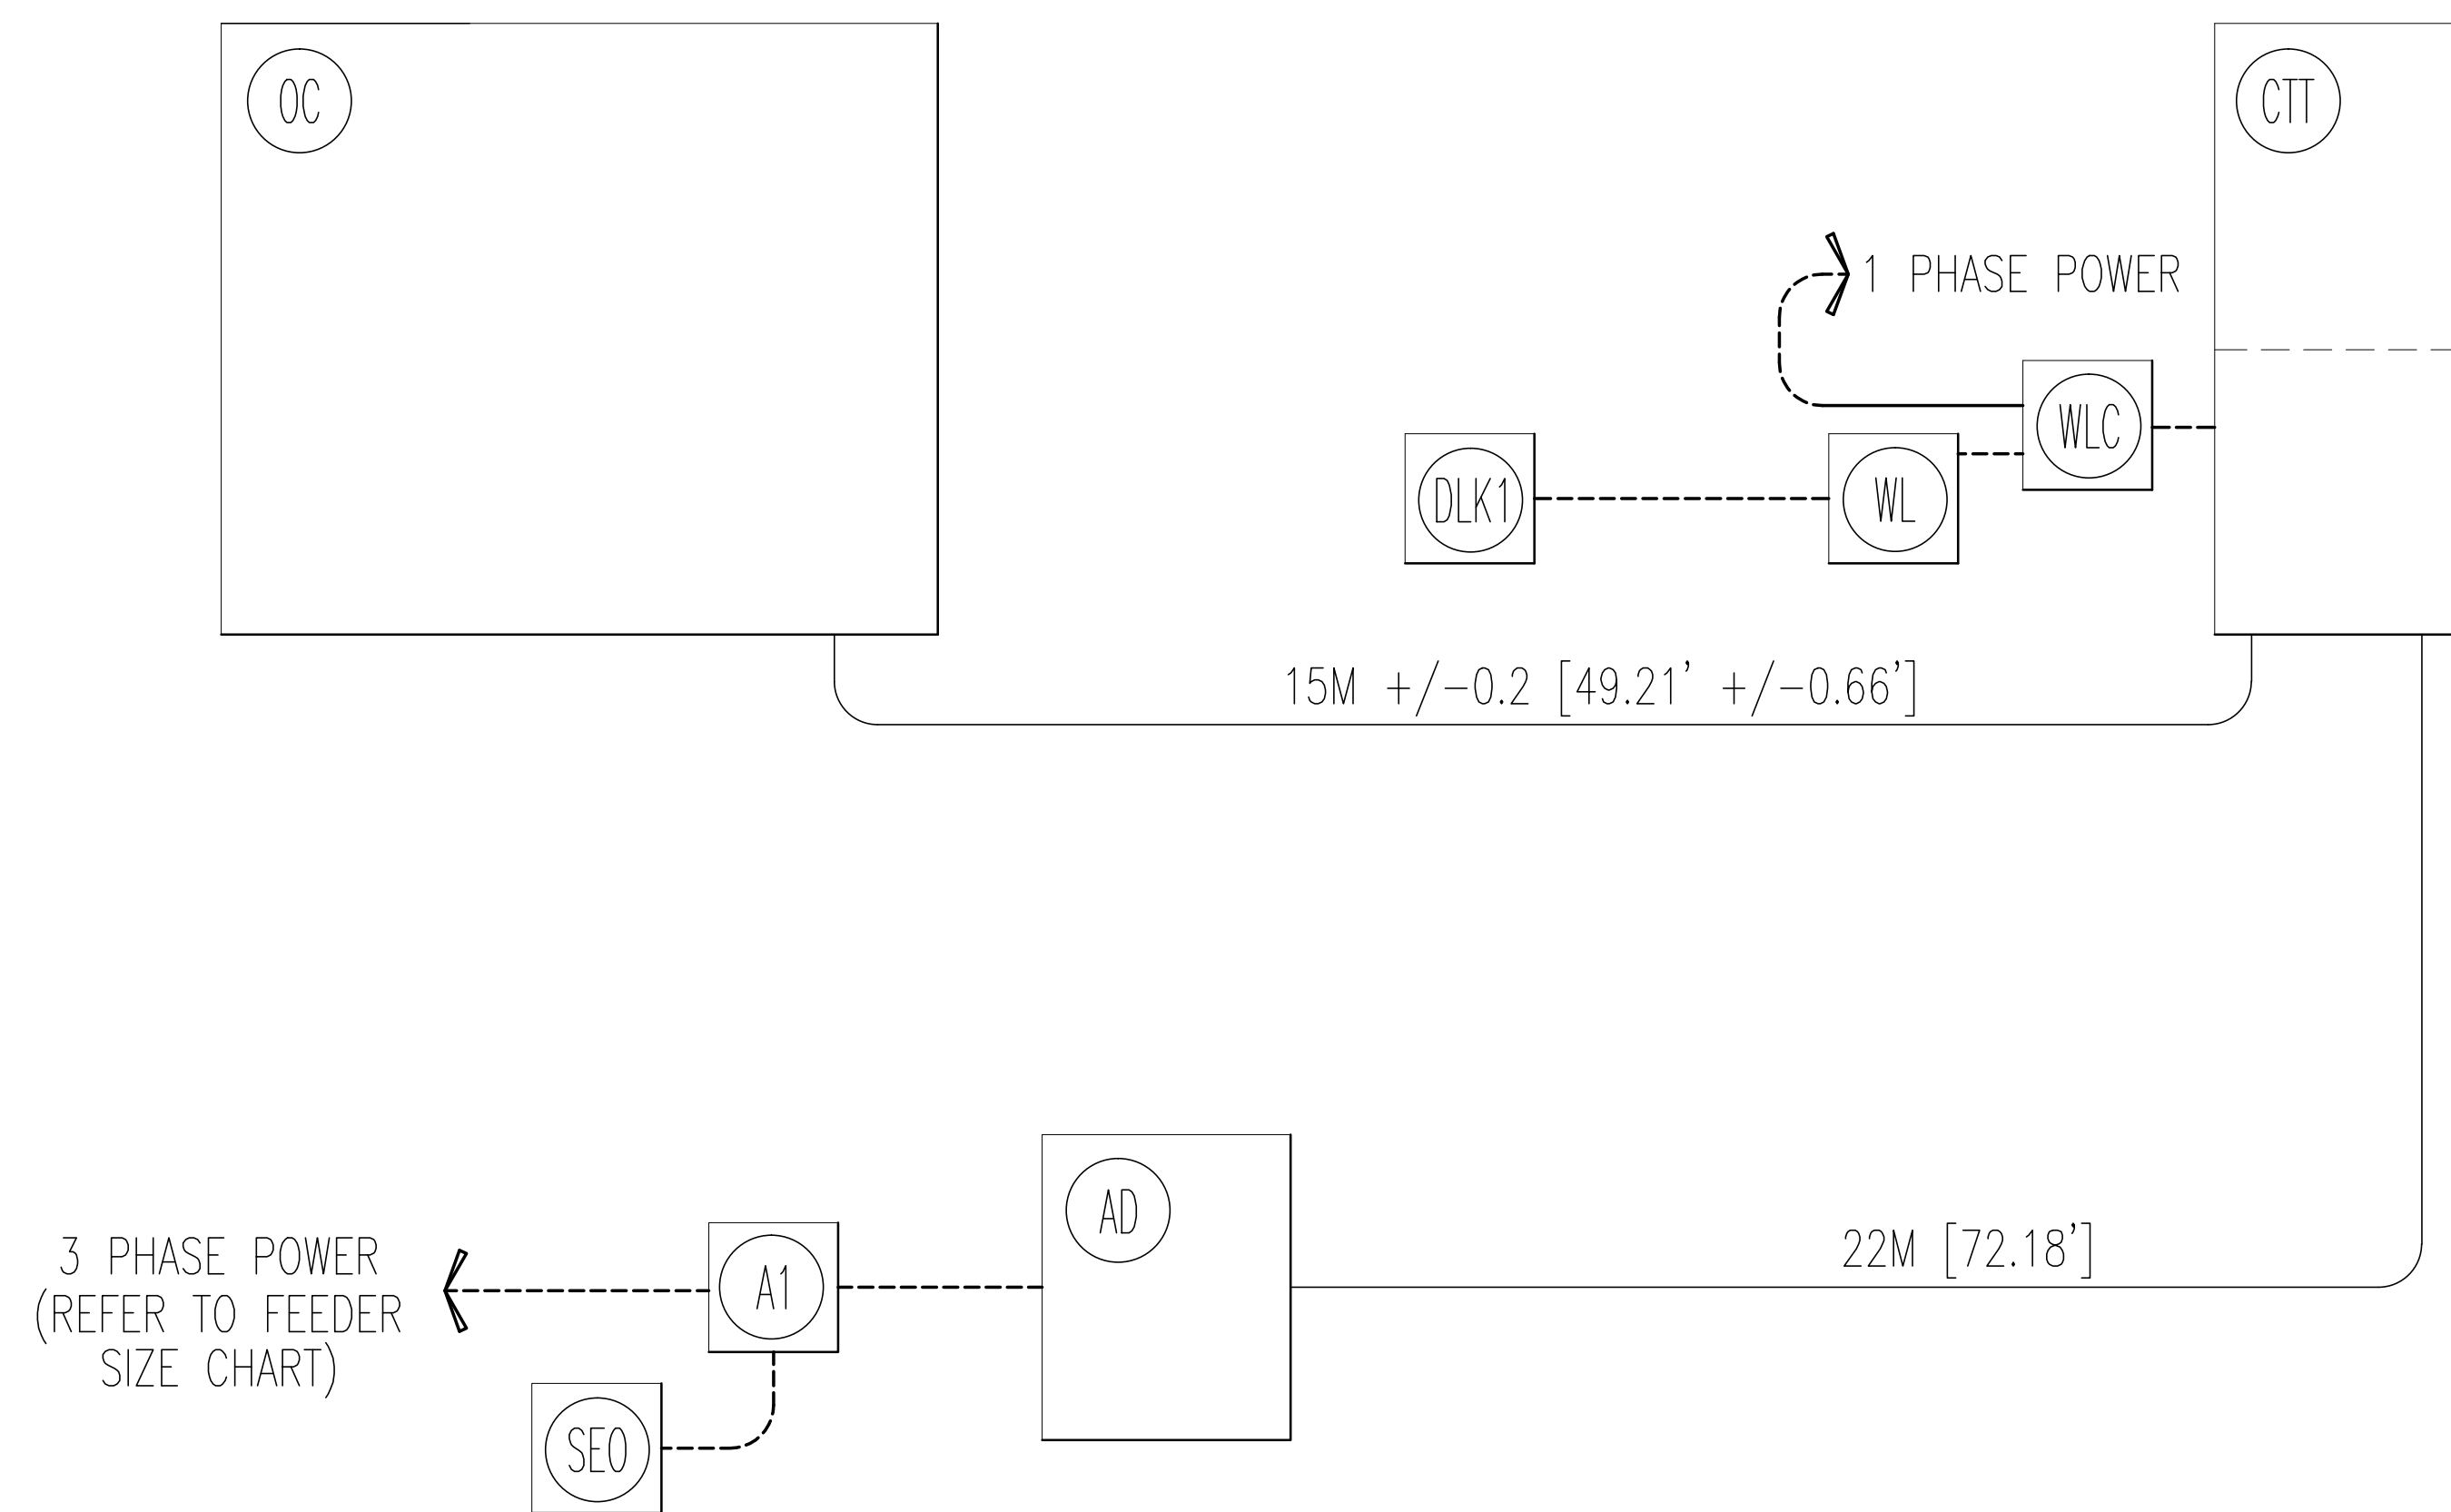 OC
CTT
1 PHASE POWER
WLC
DLK1
WL
15M +/-0.2 [49.21' +/-0.66']
AD
3 PHASE POWER
(REFER TO FEEDER
SIZE CHART)
A1
22M [72.18']
SEO